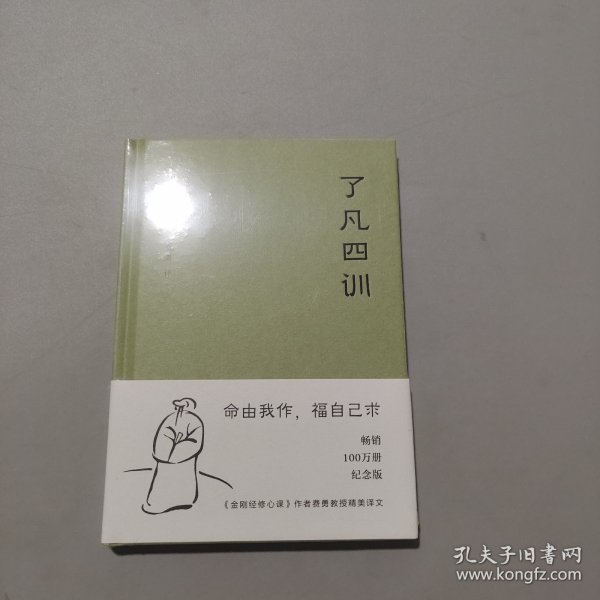 了凡四训
命由我作，福自己求
畅销
100万册
纪念版
《金刚经修心课》作者费勇教授精美译文
孔夫子旧书网
www.kongfz.com